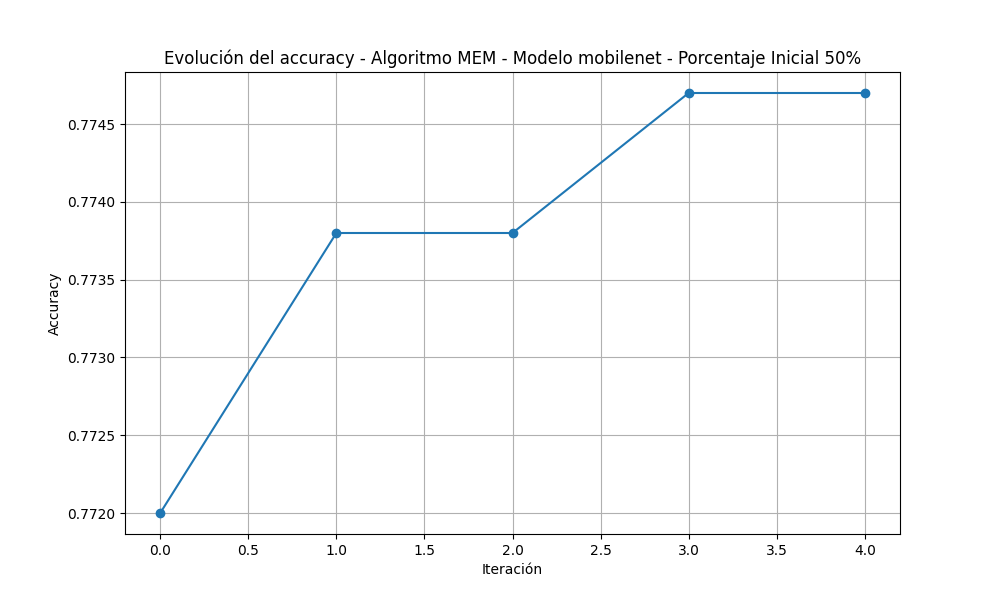 Evolución del accuracy - Algoritmo MEM - Modelo mobilenet - Porcentaje Inicial 50%
0.7745
0.7740
0.7735
0.7730
0.7725
0.7720
Accuracy
0.0 0.5 1.0 1.5 2.0 2.5 3.0 3.5 4.0
Iteración